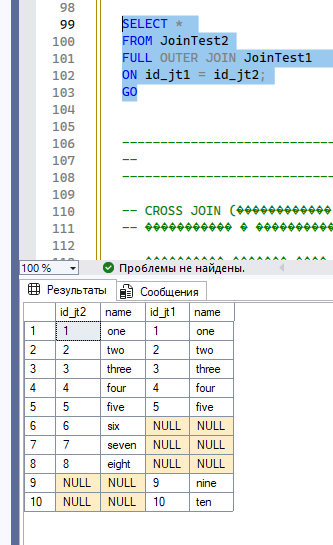 98
99 SELECT *
100 FROM JoinTest2
101 FULL OUTER JOIN JoinTest1
102 ON id_jt1 = id_jt2;
103 GO
104
105
106 ------------------------------
107 --
108 ------------------------------
109
110 -- CROSS JOIN (��������������
111 -- ����������� � ����������
112
113
100 %
Проблемы не найдены.
Результаты Сообщения
id_jt2 name id_jt1 name
1 1 one 1 one
2 2 two 2 two
3 3 three 3 three
4 4 four 4 four
5 5 five 5 five
6 6 six NULL NULL
7 7 seven NULL NULL
8 8 eight NULL NULL
9 NULL NULL 9 nine
10 NULL NULL 10 ten